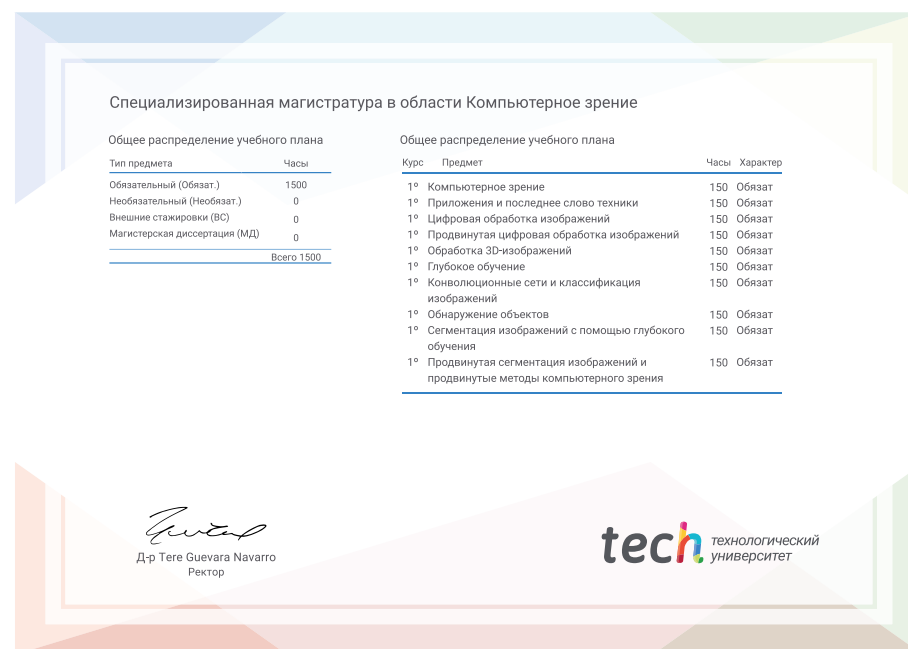 Специализированная магистратура в области Компьютерное зрение
Общее распределение учебного плана
Тип предмета Часы
Обязательный (Обязат.) 1500
Необязательный (Необязат.) 0
Внешние стажировки (ВС) 0
Магистерская диссертация (МД) 0
Всего 1500
Общее распределение учебного плана
Курс Предмет Часы Характер
1º Компьютерное зрение 150 Обязат
1º Приложения и последнее слово техники 150 Обязат
1º Цифровая обработка изображений 150 Обязат
1º Продвинутая цифровая обработка изображений 150 Обязат
1º Обработка 3D-изображений 150 Обязат
1º Глубокое обучение 150 Обязат
1º Конволюционные сети и классификация 150 Обязат
изображений
1º Обнаружение объектов 150 Обязат
1º Сегментация изображений с помощью глубокого 150 Обязат
обучения
1º Продвинутая сегментация изображений и 150 Обязат
продвинутые методы компьютерного зрения
Д-р Tere Guevara Navarro
Ректор
tech технологический
университет